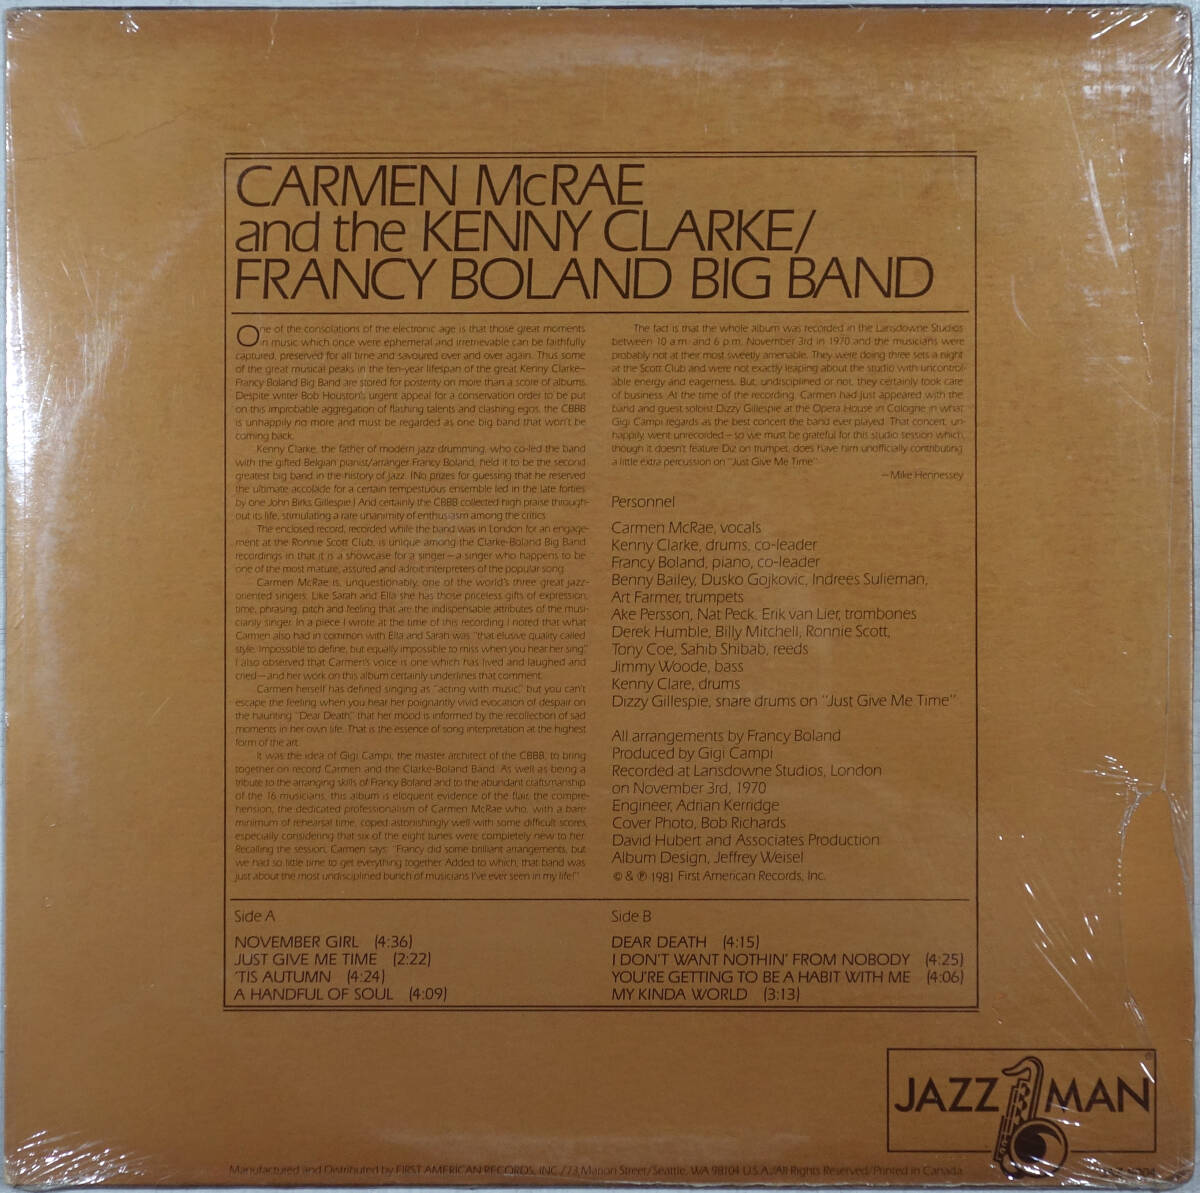 CARMEN McRAE
and the KENNY CLARKE/
FRANCY BOLAND BIG BAND
One of the consolations of the electronic age is that those great moments
in music which once were ephemeral and irretrievable can be faithfully
captured, preserved for all time and savoured over and over again. Thus some
of the great musical peaks in the ten-year lifespan of the great Kenny Clarke–
Francy Boland Big Band are stored for posterity on more than a score of albums.
Despite writer Bob Houston's urgent appeal for a conservation order to be put
on this improbable aggregation of flashing talents and clashing egos, the CBBB
is unhappily no more and must be regarded as one big band that won't be
coming back.
Kenny Clarke, the father of modern jazz drumming, who co-led the band
with the gifted Belgian pianist/arranger Francy Boland, held it to be the second
greatest big band in the history of jazz. (No prizes for guessing that he reserved
the ultimate accolade for a certain tempestuous ensemble led in the late forties
by one John Birks Gillespie.) And certainly the CBBB collected high praise through-
out its life, stimulating a rare unanimity of enthusiasm among the critics.
The enclosed record, recorded while the band was in London for an engage-
ment at the Ronnie Scott Club, is unique among the Clarke-Boland Big Band
recordings in that it is a showcase for a singer—a singer who happens to be
one of the most mature, assured and adroit interpreters of the popular song.
Carmen McRae is, unquestionably, one of the world's three great jazz-
oriented singers. Like Sarah and Ella she has those priceless gifts of expression,
time, phrasing, pitch and feeling that are the indispensable attributes of the musi-
cianly singer. In a piece I wrote at the time of this recording I noted that what
Carmen also had in common with Ella and Sarah was "that elusive quality called
style. Impossible to define, but equally impossible to miss when you hear her sing."
I also observed that Carmen's voice is one which has lived and laughed and
cried—and her work on this album certainly underlines that comment.
Carmen herself has defined singing as "acting with music," but you can't
escape the feeling when you hear her poignantly vivid evocation of despair on
the haunting "Dear Death," that her mood is informed by the recollection of sad
moments in her own life. That is the essence of song interpretation at the highest
form of the art.
It was the idea of Gigi Campi, the master architect of the CBBB, to bring
together on record Carmen and the Clarke-Boland Band. As well as being a
tribute to the arranging skills of Francy Boland and to the abundant craftsmanship
of the 16 musicians, this album is eloquent evidence of the flair, the compre-
hension, the dedicated professionalism of Carmen McRae who, with a bare
minimum of rehearsal time, coped astonishingly well with some difficult scores,
especially considering that six of the eight tunes were completely new to her.
Recalling the session, Carmen says: "Francy did some brilliant arrangements, but
we had so little time to get everything together. Added to which, that band was
just about the most undisciplined bunch of musicians I've ever seen in my life!"
The fact is that the whole album was recorded in the Lansdowne Studios
between 10 a.m. and 6 p.m. November 3rd in 1970 and the musicians were
probably not at their most sweetly amenable. They were doing three sets a night
at the Scott Club and were not exactly leaping about the studio with uncontrol-
able energy and eagerness. But, undisciplined or not, they certainly took care
of business. At the time of the recording, Carmen had just appeared with the
band and guest soloist Dizzy Gillespie at the Opera House in Cologne in what
Gigi Campi regards as the best concert the band ever played. That concert, un-
happily, went unrecorded—so we must be grateful for this studio session which,
though it doesn't feature Diz on trumpet, does have him unofficially contributing
a little extra percussion on "Just Give Me Time".
—Mike Hennessey
Personnel
Carmen McRae, vocals
Kenny Clarke, drums, co-leader
Francy Boland, piano, co-leader
Benny Bailey, Dusko Gojkovic, Indrees Sulieman,
Art Farmer, trumpets
Ake Persson, Nat Peck, Erik van Lier, trombones
Derek Humble, Billy Mitchell, Ronnie Scott,
Tony Coe, Sahib Shibab, reeds
Jimmy Woode, bass
Kenny Clare, drums
Dizzy Gillespie, snare drums on "Just Give Me Time"
All arrangements by Francy Boland
Produced by Gigi Campi
Recorded at Lansdowne Studios, London
on November 3rd, 1970
Engineer, Adrian Kerridge
Cover Photo, Bob Richards
David Hubert and Associates Production
Album Design, Jeffrey Weisel
© & ℗ 1981 First American Records, Inc.
Side A
NOVEMBER GIRL (4:36)
JUST GIVE ME TIME (2:22)
'TIS AUTUMN (4:24)
A HANDFUL OF SOUL (4:09)
Side B
DEAR DEATH (4:15)
I DON'T WANT NOTHIN' FROM NOBODY (4:25)
YOU'RE GETTING TO BE A HABIT WITH ME (4:06)
MY KINDA WORLD (3:13)
JAZZ MAN ®
Manufactured and Distributed by FIRST AMERICAN RECORDS, INC./73 Marion Street/Seattle, WA 98104 U.S.A./All Rights Reserved/Printed in Canada